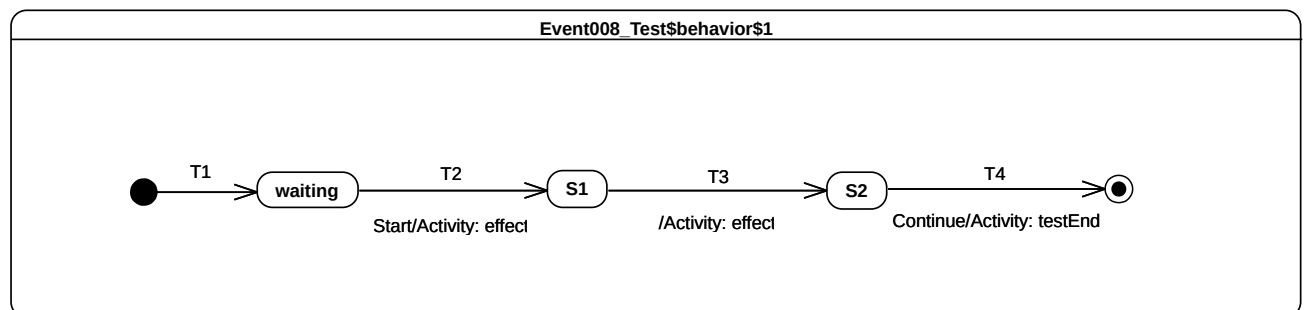 Event008_Test$behavior$1
T1
T2
T3
T4
waiting
S1
S2
Start/Activity: effect
/Activity: effect
Continue/Activity: testEnd